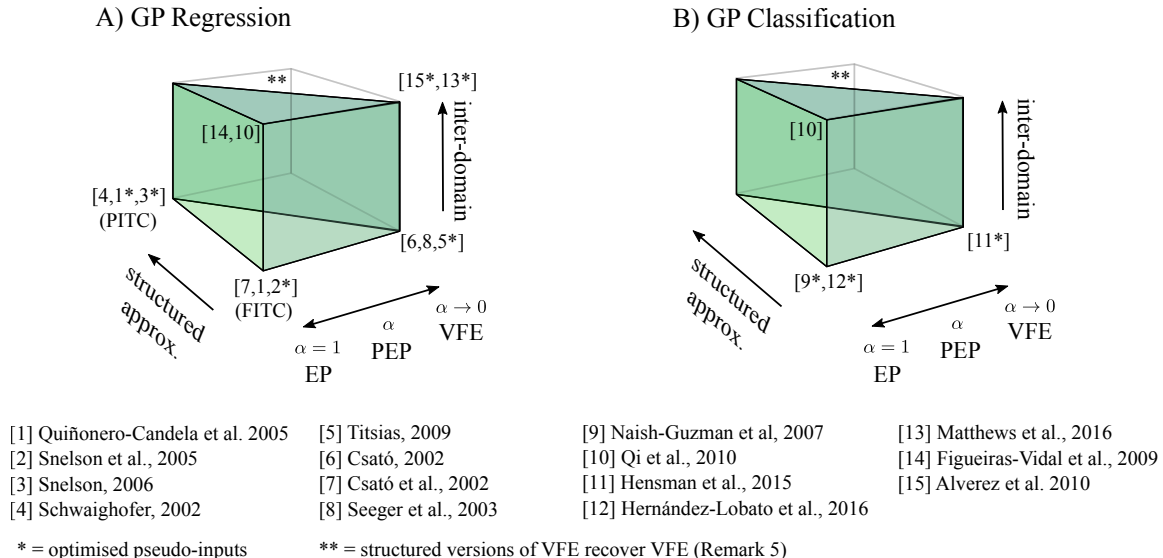 A) GP Regression
**
[15*,13*]
[14,10]
inter-domain
[4,1*,3*]
(PITC)
[6,8,5*]
[7,1,2*]
(FITC)
structured
approx.
α → 0
VFE
α
PEP
α = 1
EP
B) GP Classification
**
[10]
inter-domain
[11*]
[9*,12*]
structured
approx.
α → 0
VFE
α
PEP
α = 1
EP
[1] Quiñonero-Candela et al. 2005
[2] Snelson et al., 2005
[3] Snelson, 2006
[4] Schwaighofer, 2002
[5] Titsias, 2009
[6] Csató, 2002
[7] Csató et al., 2002
[8] Seeger et al., 2003
[9] Naish-Guzman et al, 2007
[10] Qi et al., 2010
[11] Hensman et al., 2015
[12] Hernández-Lobato et al., 2016
[13] Matthews et al., 2016
[14] Figueiras-Vidal et al., 2009
[15] Alverez et al. 2010
* = optimised pseudo-inputs
** = structured versions of VFE recover VFE (Remark 5)